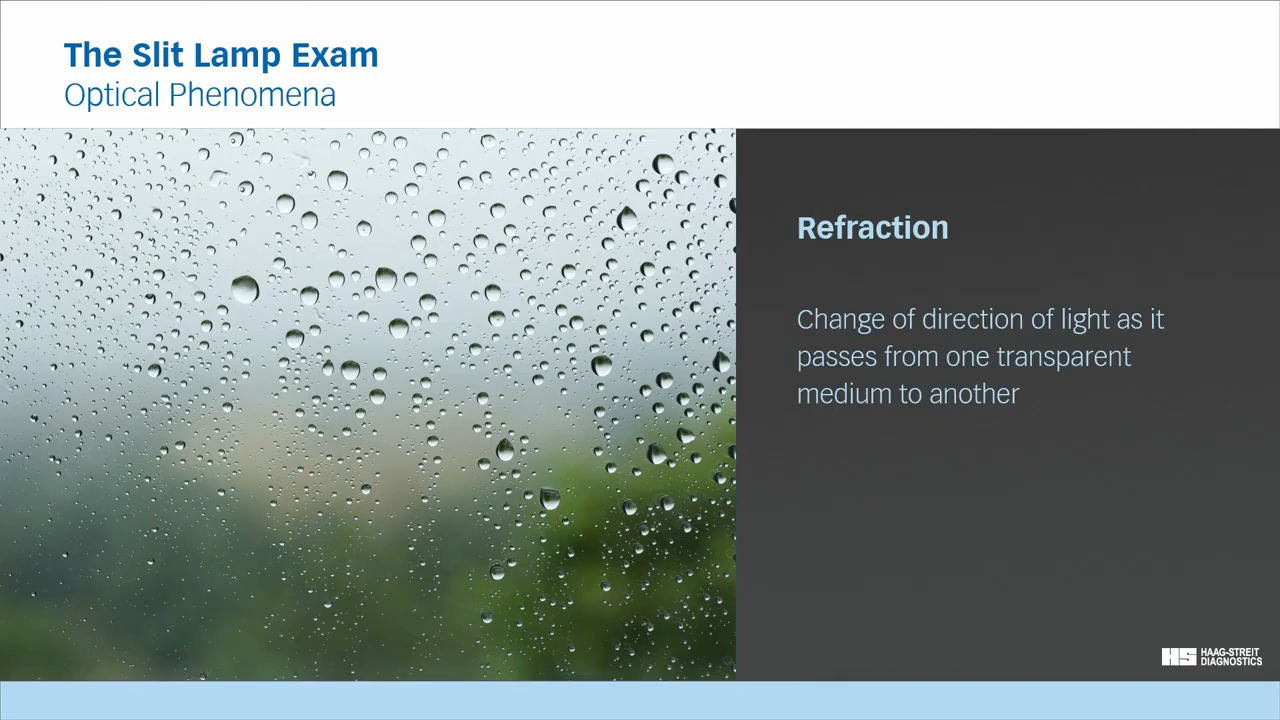 The Slit Lamp Exam
Optical Phenomena
Refraction
Change of direction of light as it
passes from one transparent
medium to another
HS HAAG-STREIT
DIAGNOSTICS